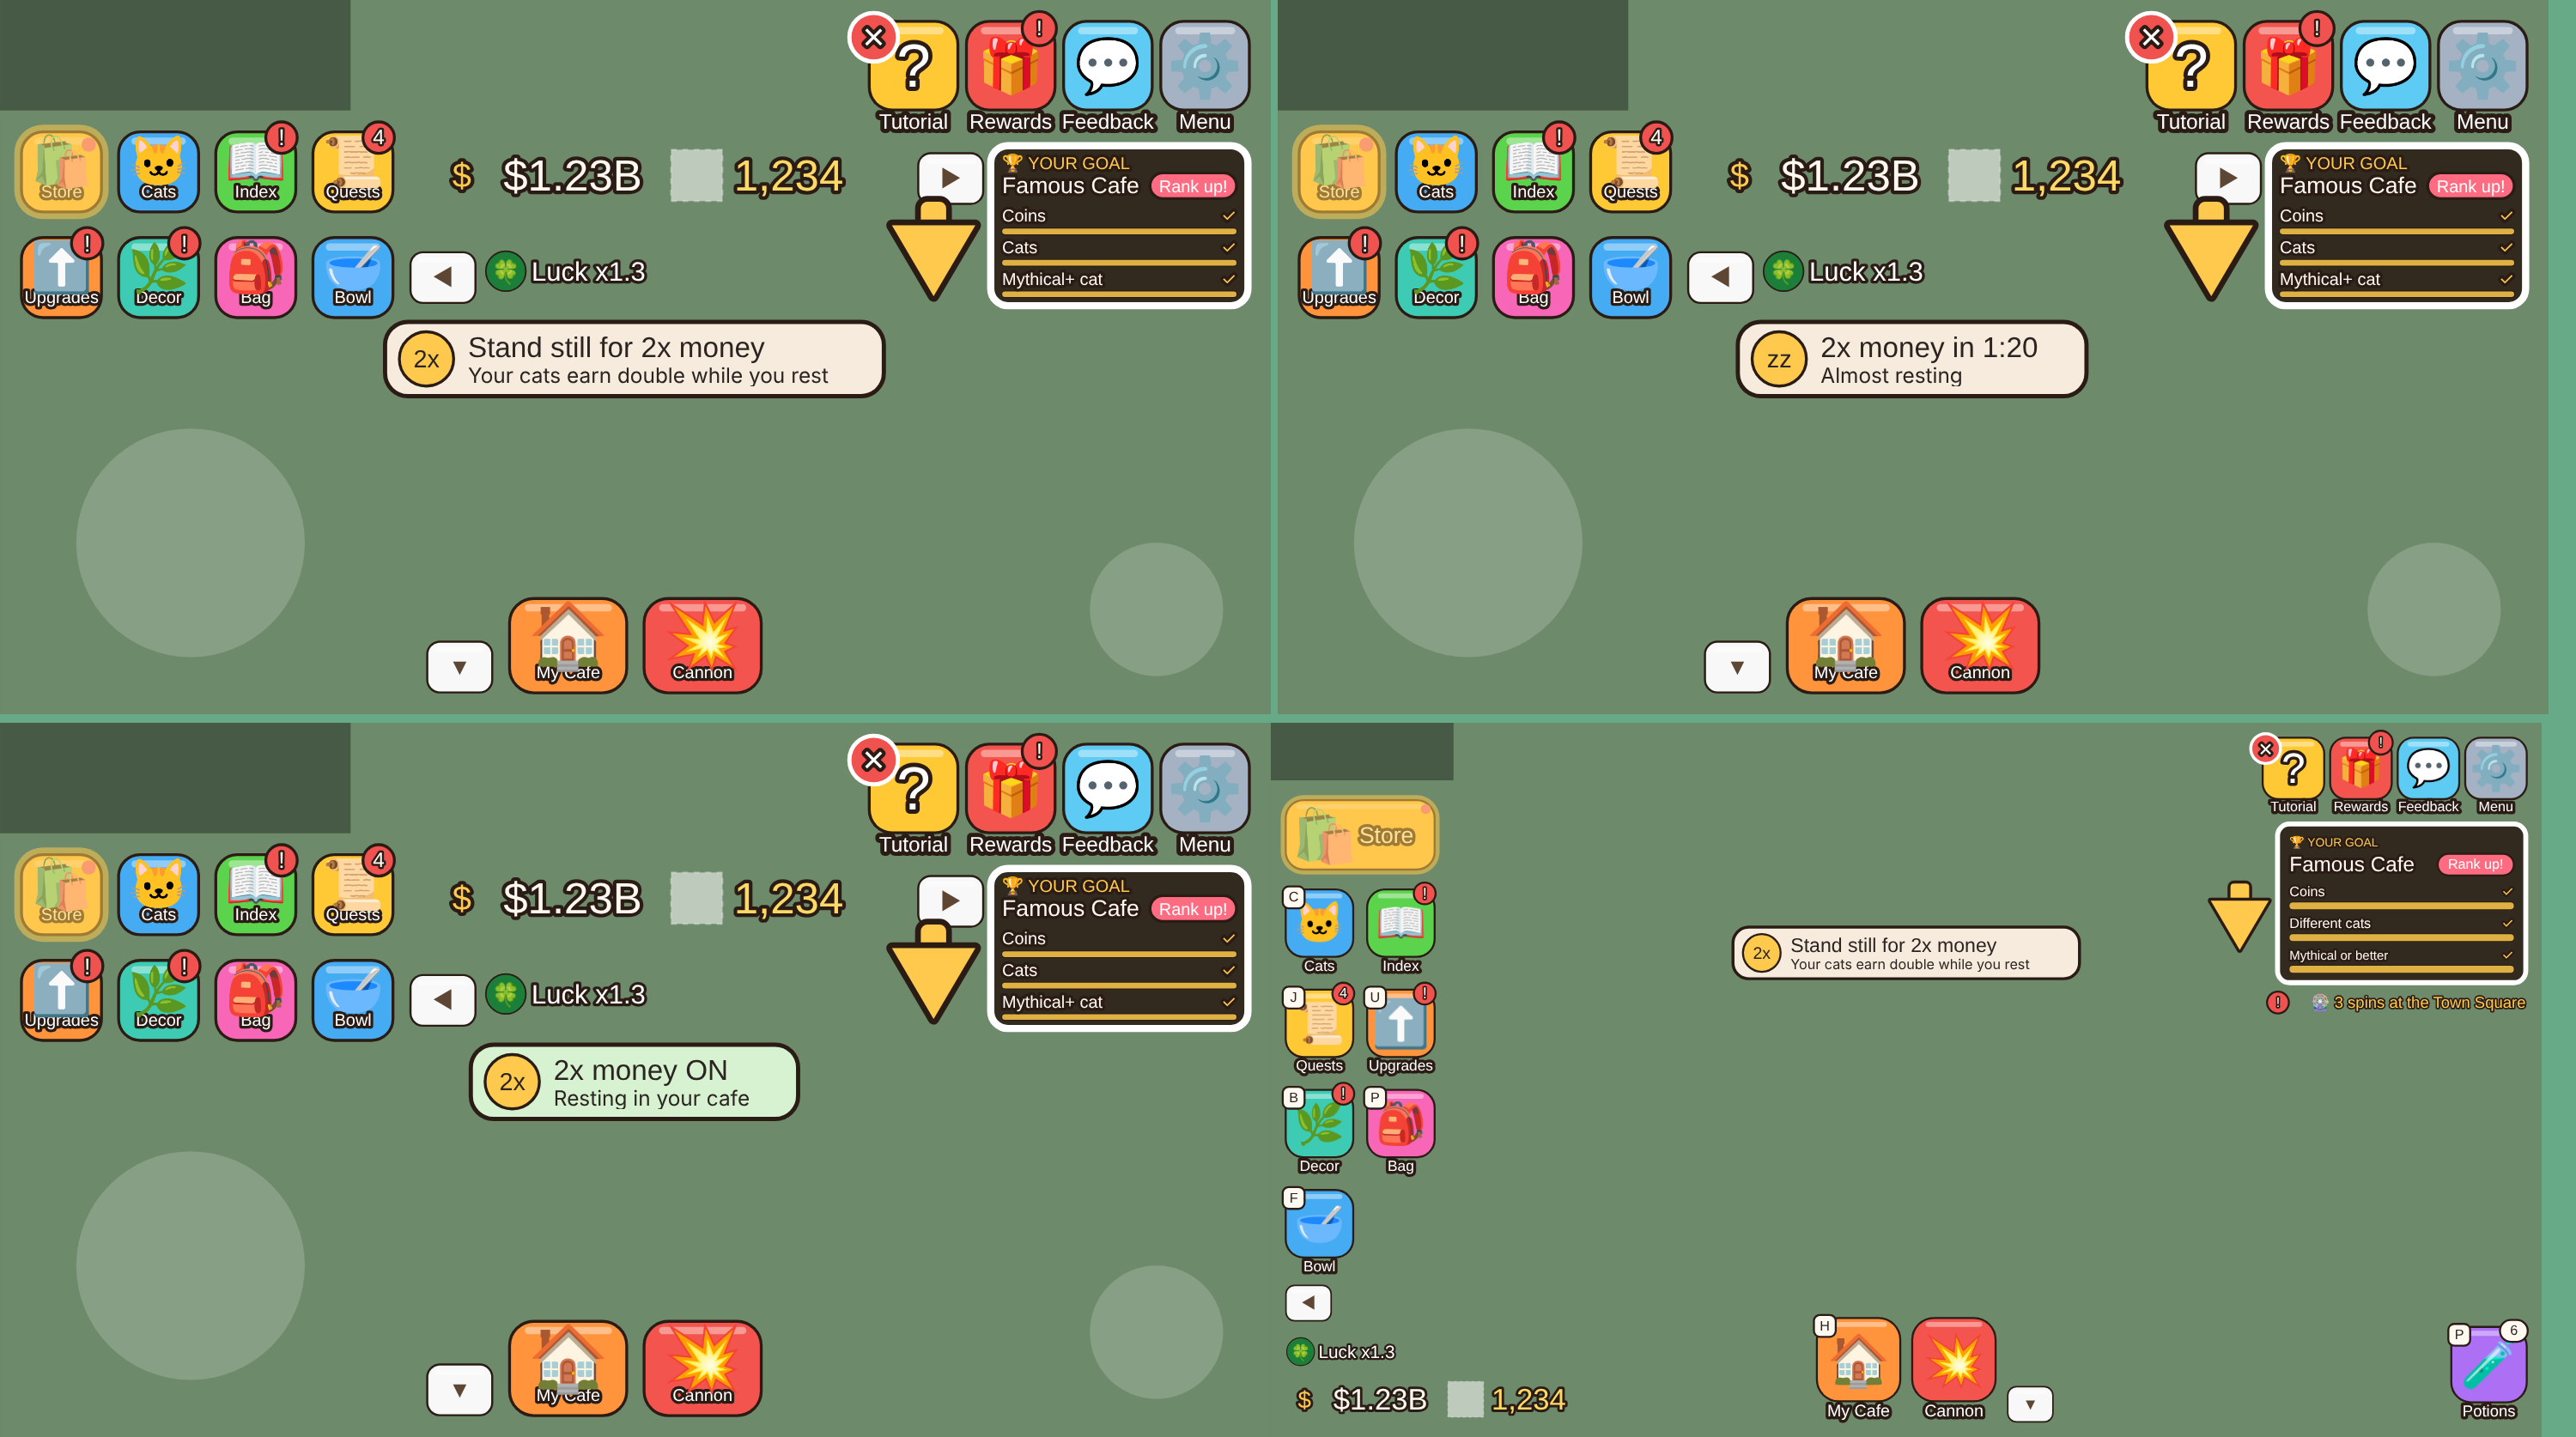 ?
!
Tutorial Rewards Feedback Menu
! 4
Store Cats Index Quests
$ $1.23B 1,234
🏆 YOUR GOAL
Famous Cafe Rank up!
Coins
Cats
Mythical+ cat
! !
Upgrades Decor Bag Bowl
Luck x1.3
2x Stand still for 2x money
Your cats earn double while you rest
My Cafe Cannon
?
!
Tutorial Rewards Feedback Menu
! 4
Store Cats Index Quests
$ $1.23B 1,234
🏆 YOUR GOAL
Famous Cafe Rank up!
Coins
Cats
Mythical+ cat
! !
Upgrades Decor Bag Bowl
Luck x1.3
zz 2x money in 1:20
Almost resting
My Cafe Cannon
?
!
Tutorial Rewards Feedback Menu
! 4
Store Cats Index Quests
$ $1.23B 1,234
🏆 YOUR GOAL
Famous Cafe Rank up!
Coins
Cats
Mythical+ cat
! !
Upgrades Decor Bag Bowl
Luck x1.3
2x 2x money ON
Resting in your cafe
My Cafe Cannon
?
!
Tutorial Rewards Feedback Menu
Store
🏆 YOUR GOAL
Famous Cafe Rank up!
Coins
Different cats
Mythical or better
! 🎡 3 spins at the Town Square
C !
Cats Index
J 4 U !
Quests Upgrades
B ! P
Decor Bag
F
Bowl
2x Stand still for 2x money
Your cats earn double while you rest
Luck x1.3
$ $1.23B 1,234
H
My Cafe Cannon
P 6
Potions